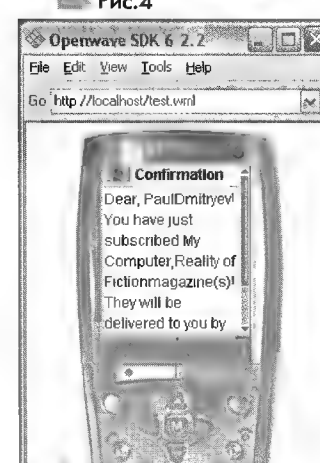 Рис.4
Openwave SDK 6 2.2
File Edit View Tools Help
Go http //localhost/test.wml
Confirmation
Dear, PaulDmitryev!
You have just
subscribed My
Computer,Reality of
Fictionmagazine(s)!
They will be
delivered to you by